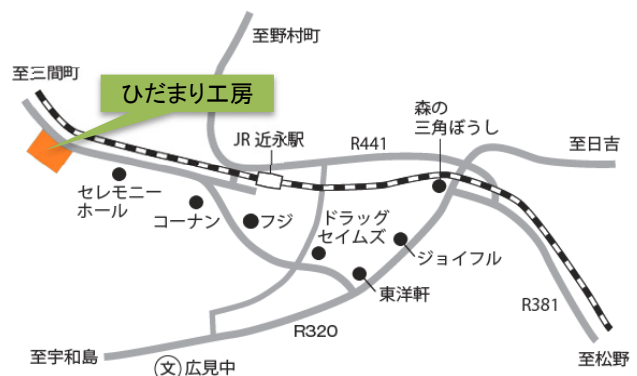 至野村町
至三間町
ひだまり工房
森の
三角ぼうし
JR 近永駅
R441
至日吉
セレモニー
ホール
コーナン
フジ
ドラッグ
セイムズ
ジョイフル
東洋軒
R381
R320
至宇和島
文 広見中
至松野